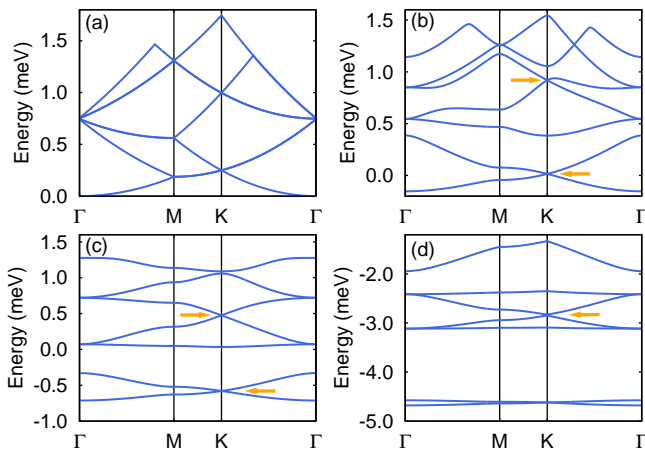 (a)
Energy (meV)
1.5
1.0
0.5
0.0
Γ M K Γ
(b)
Energy (meV)
1.5
1.0
0.5
0.0
Γ M K Γ
(c)
Energy (meV)
1.5
1.0
0.5
0.0
-0.5
-1.0
Γ M K Γ
(d)
Energy (meV)
-2.0
-3.0
-4.0
-5.0
Γ M K Γ